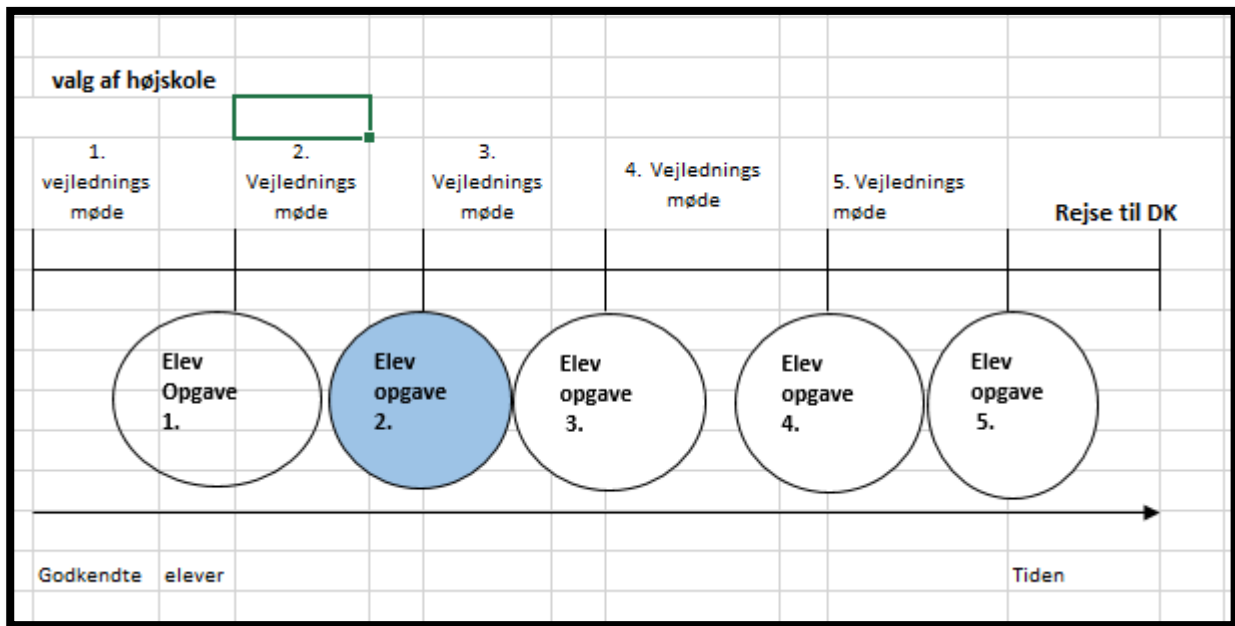 valg af højskole
1.
vejlednings
møde
2.
Vejlednings
møde
3.
Vejlednings
møde
4. Vejlednings
møde
5. Vejlednings
møde
Rejse til DK
Elev
Opgave
1.
Elev
opgave
2.
Elev
opgave
3.
Elev
opgave
4.
Elev
opgave
5.
Godkendte elever
Tiden